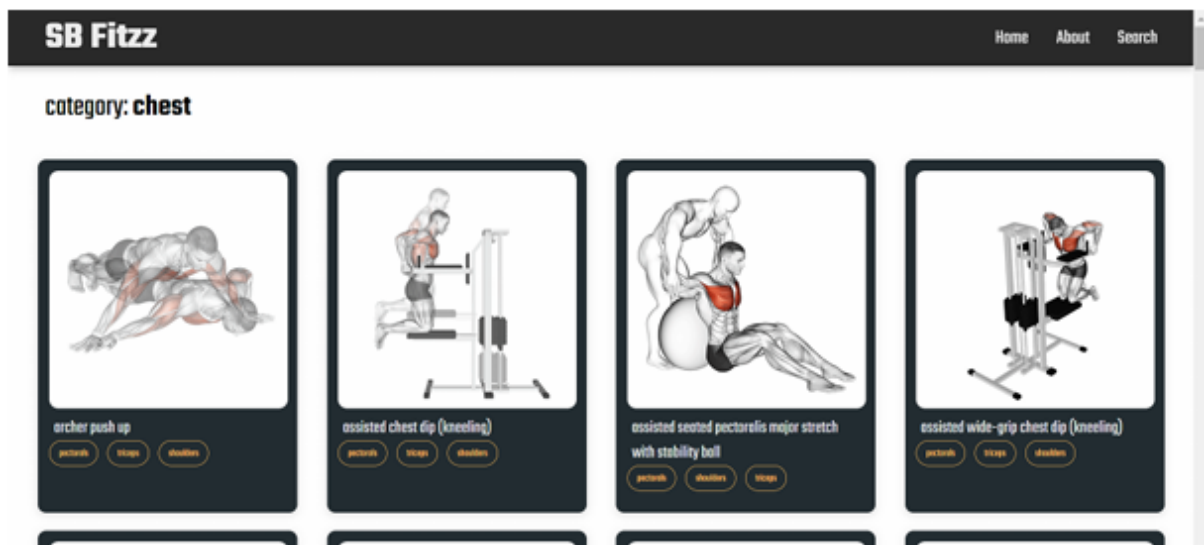 SB Fitzz
Home About Search
category: chest
archer push up
pectorals triceps shoulders
assisted chest dip (kneeling)
pectorals triceps shoulders
assisted seated pectoralis major stretch
with stability ball
pectorals shoulders triceps
assisted wide-grip chest dip (kneeling)
pectorals triceps shoulders